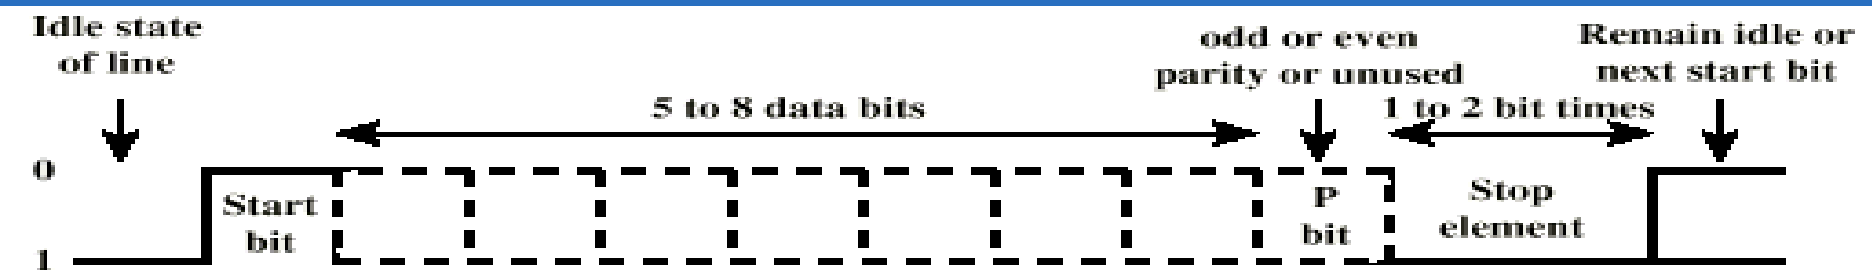 Idle state
of line
odd or even
parity or unused
Remain idle or
next start bit
5 to 8 data bits
1 to 2 bit times
0
1
Start
bit
P
bit
Stop
element